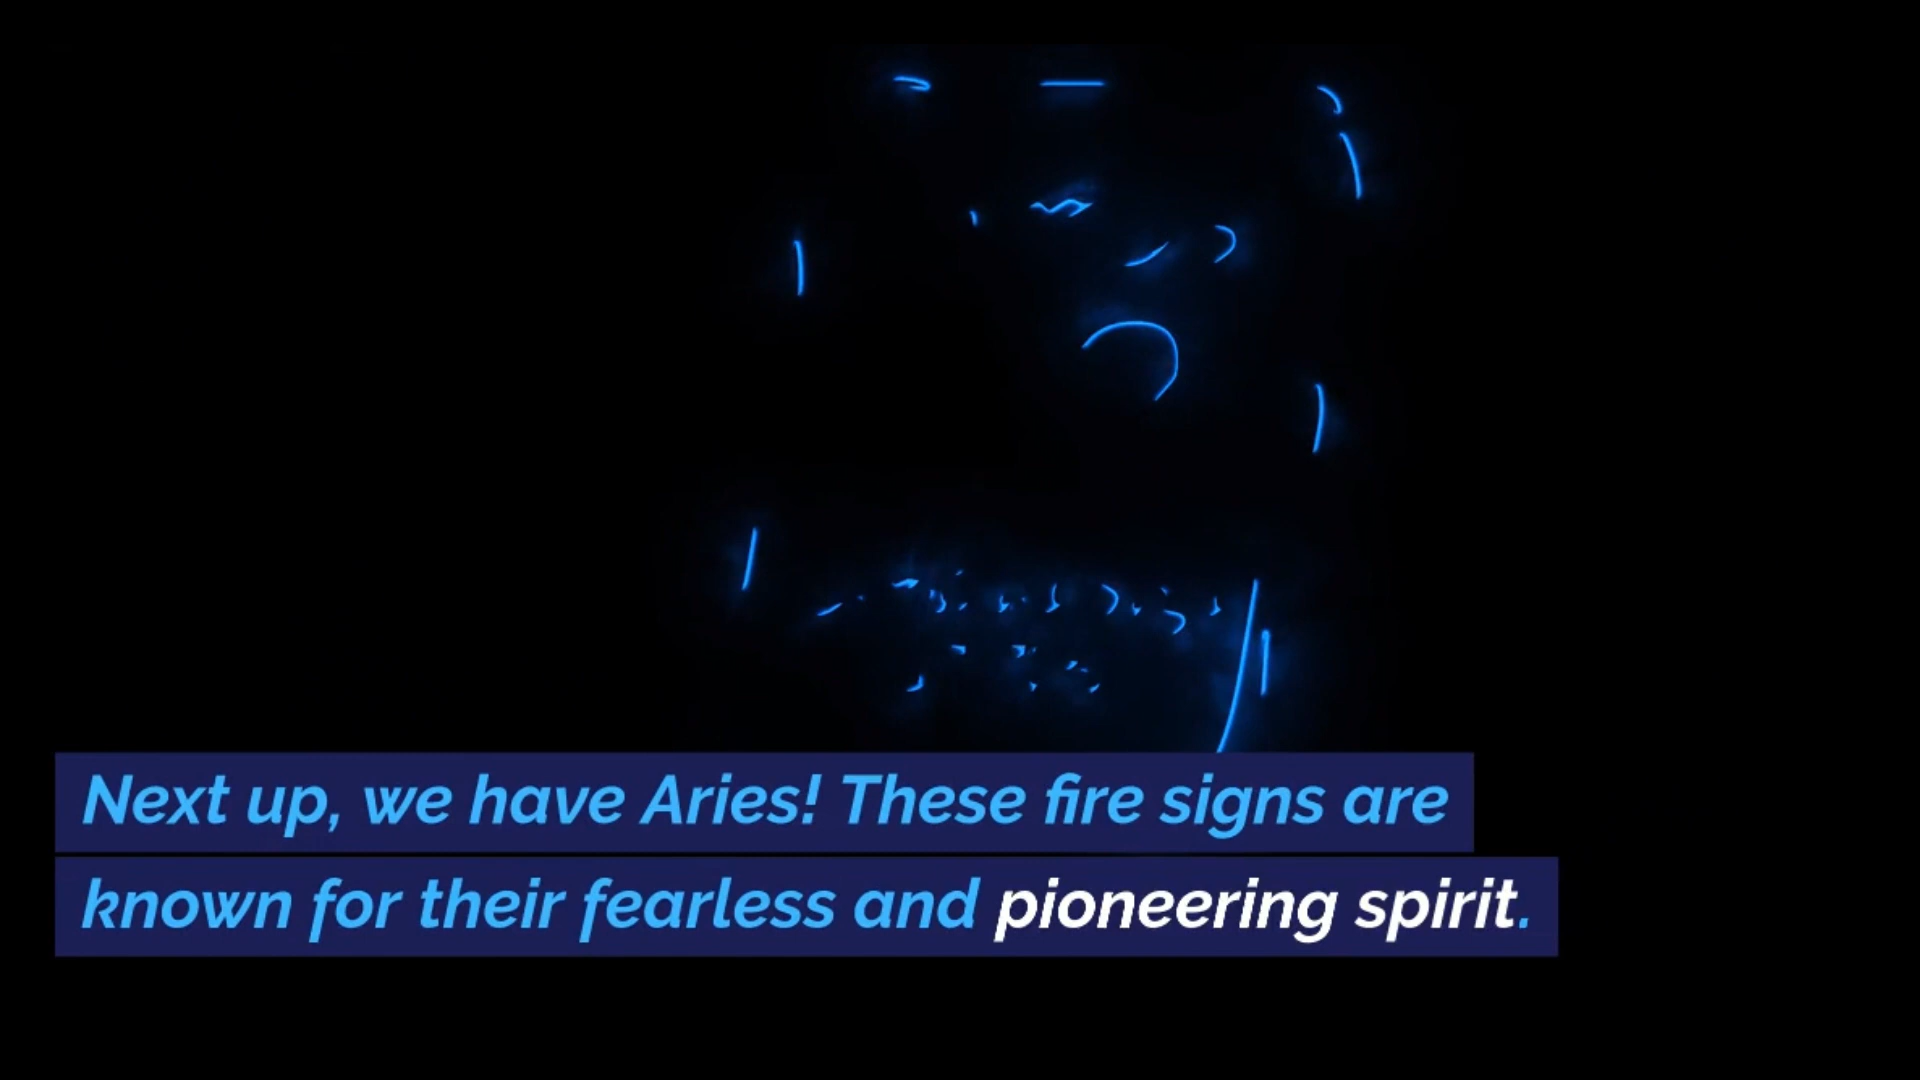 Next up, we have Aries! These fire signs are
known for their fearless and pioneering spirit.